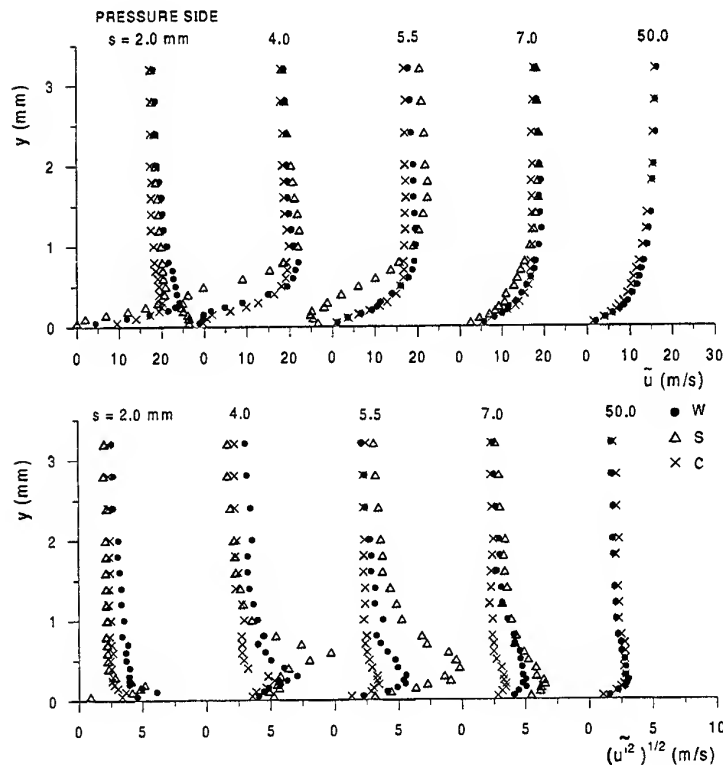 PRESSURE SIDE
s = 2.0 mm 4.0 5.5 7.0 50.0
3
2
1
0
y (mm)
0 10 0 10 20 0 10 20 0 10 20 0 10 20 30
ũ (m/s)
s = 2.0 mm 4.0 5.5 7.0 50.0
● W
△ S
× C
3
2
1
0
y (mm)
0 5 0 5 0 5 0 5 0 5 10
(u'²)^1/2 (m/s)